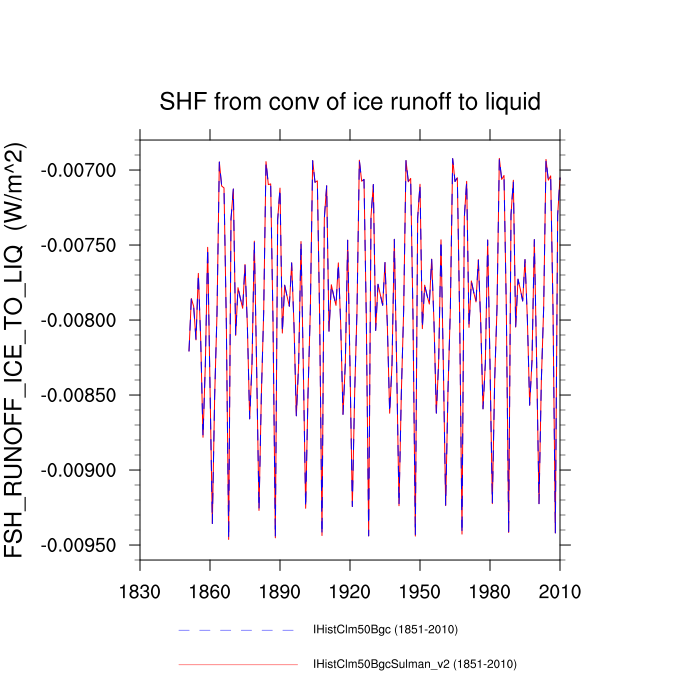 SHF from conv of ice runoff to liquid
FSH_RUNOFF_ICE_TO_LIQ (W/m^2)
-0.00700
-0.00750
-0.00800
-0.00850
-0.00900
-0.00950
1830 1860 1890 1920 1950 1980 2010
IHistClm50Bgc (1851-2010)
IHistClm50BgcSulman_v2 (1851-2010)